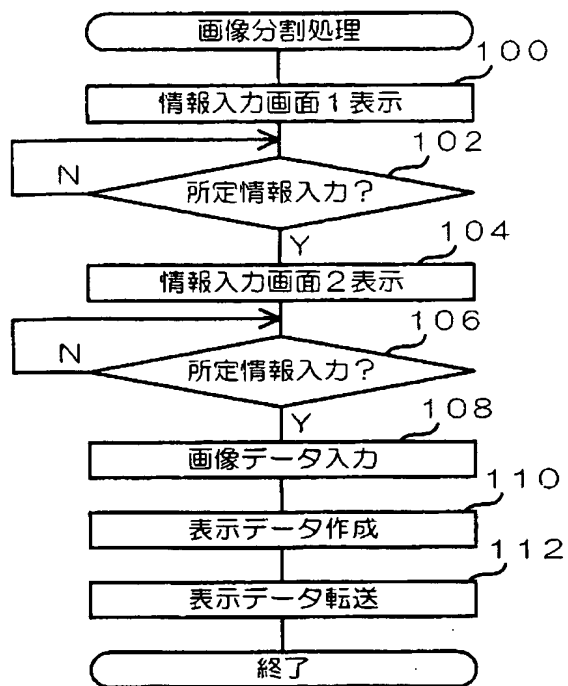 画像分割処理
100
情報入力画面1表示
102
N
所定情報入力?
Y
104
情報入力画面2表示
106
N
所定情報入力?
Y
108
画像データ入力
110
表示データ作成
112
表示データ転送
終了